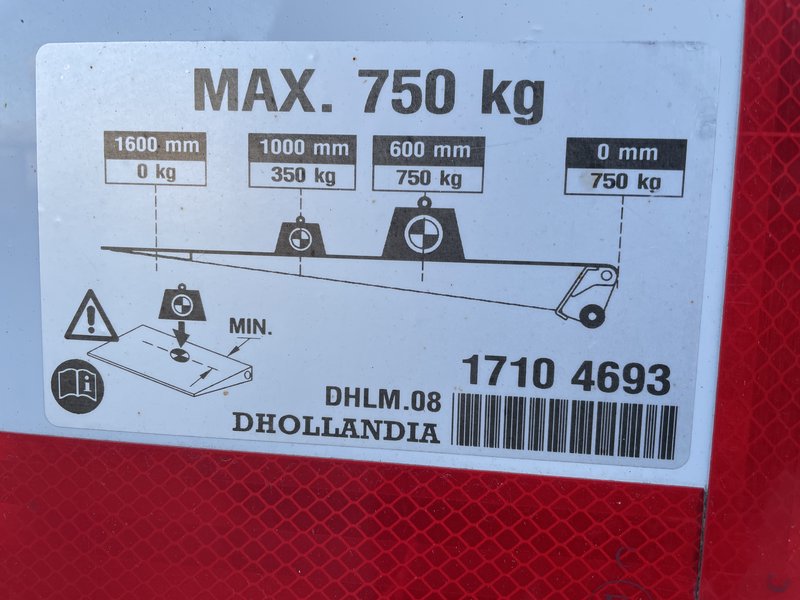 MAX. 750 kg
1600 mm 1000 mm 600 mm 0 mm
0 kg 350 kg 750 kg 750 kg
MIN.
1710 4693
DHLM.08
DHOLLANDIA